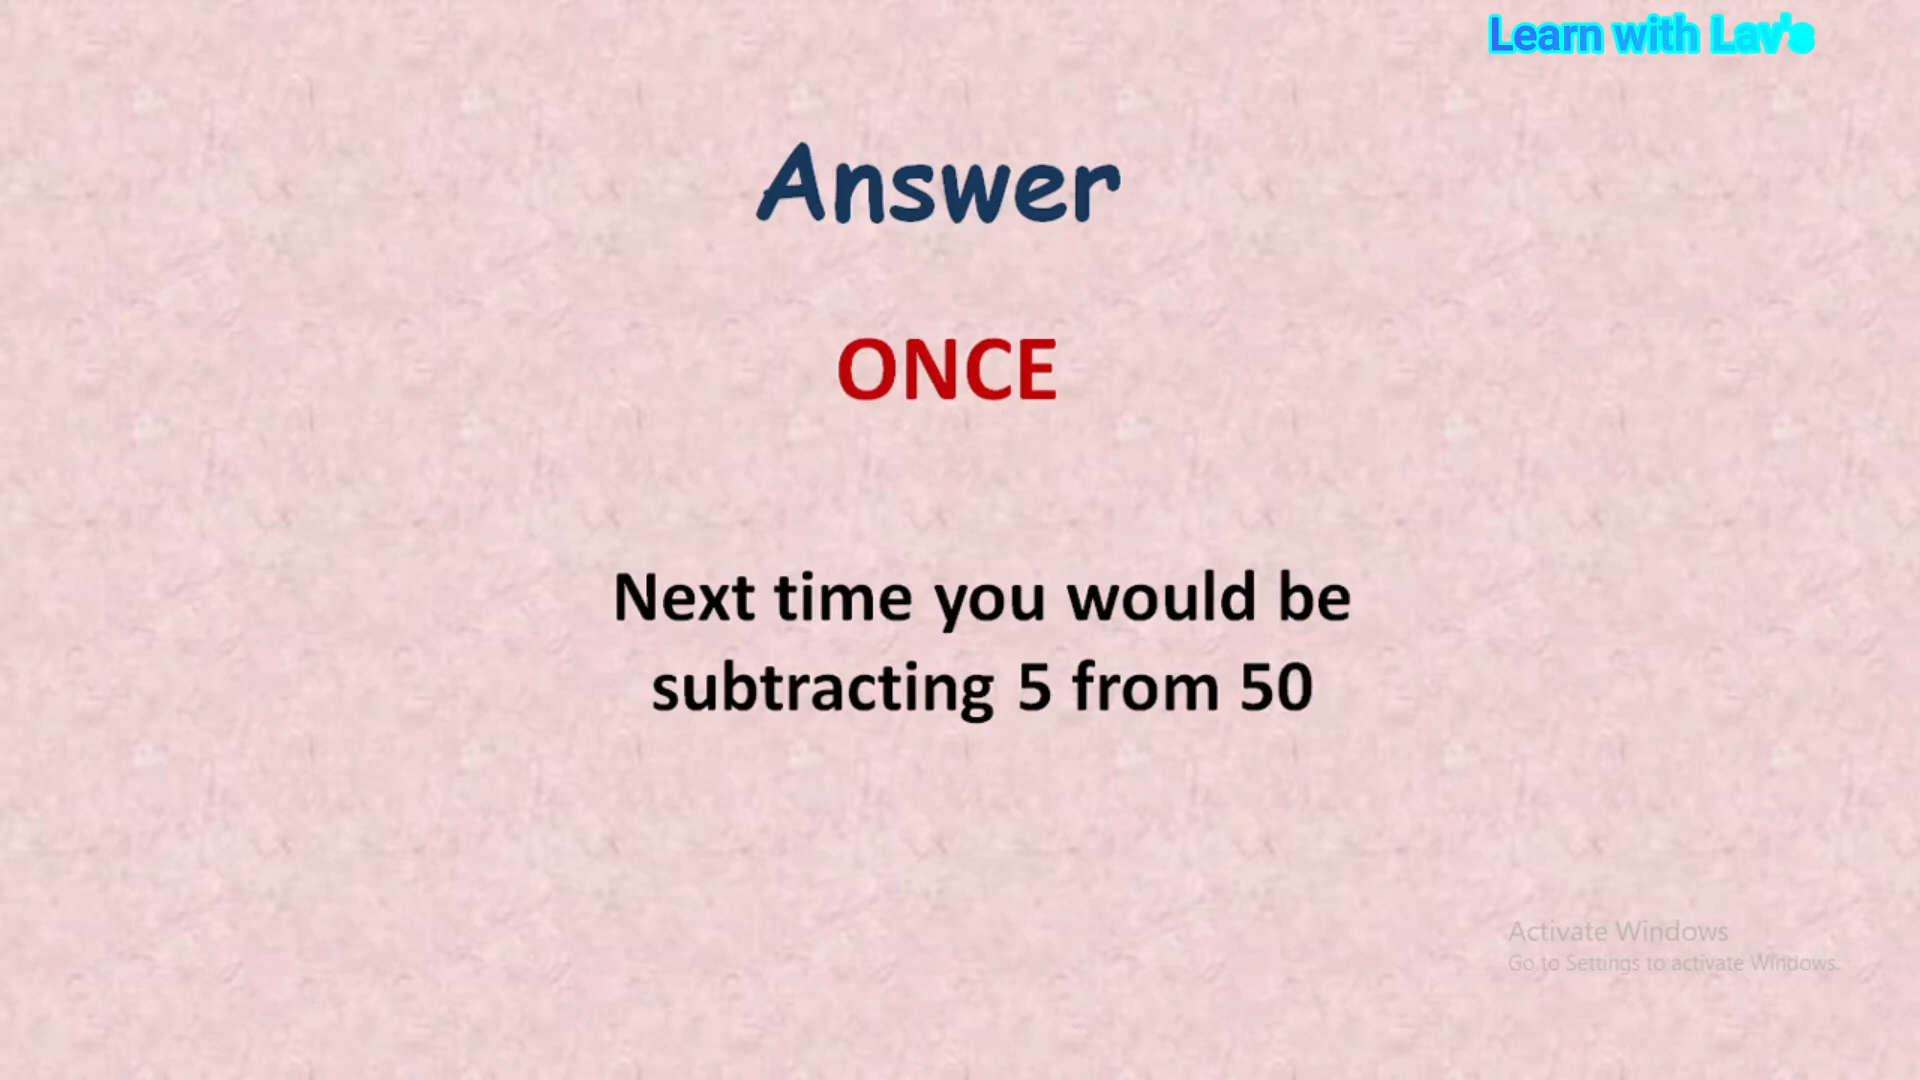 Learn with Lav's
Answer
ONCE
Next time you would be
subtracting 5 from 50
Activate Windows
Go to Settings to activate Windows.